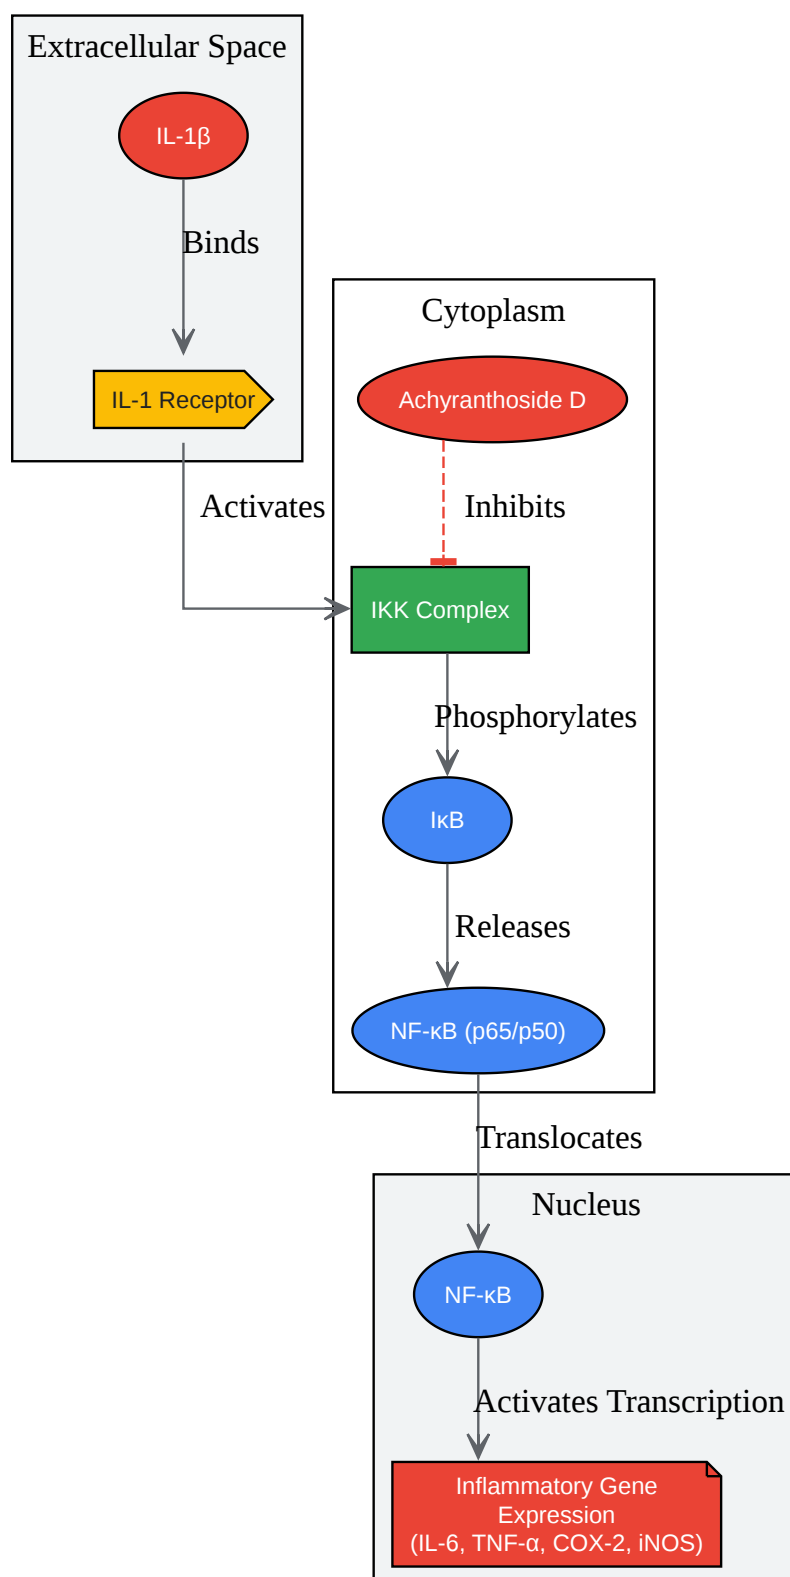 Extracellular Space
IL-1β
Binds
IL-1 Receptor
Activates
Cytoplasm
Achyranthoside D
Inhibits
IKK Complex
Phosphorylates
IκB
Releases
NF-κB (p65/p50)
Translocates
Nucleus
NF-κB
Activates Transcription
Inflammatory Gene
Expression
(IL-6, TNF-α, COX-2, iNOS)